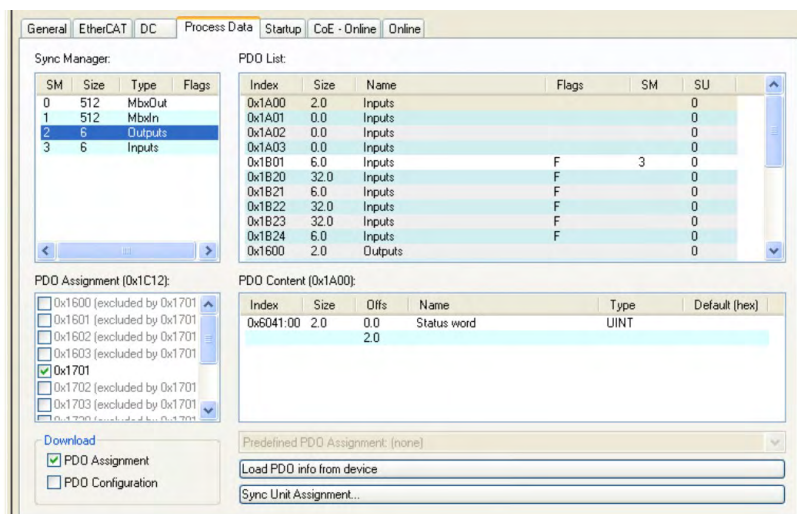 General EtherCAT DC Process Data Startup CoE - Online Online
Sync Manager:
SM Size Type Flags
0 512 MbxOut
1 512 MbxIn
2 6 Outputs
3 6 Inputs
PDO List:
Index Size Name Flags SM SU
0x1A00 2.0 Inputs 0
0x1A01 0.0 Inputs 0
0x1A02 0.0 Inputs 0
0x1A03 0.0 Inputs 0
0x1B01 6.0 Inputs F 3 0
0x1B20 32.0 Inputs F 0
0x1B21 6.0 Inputs F 0
0x1B22 32.0 Inputs F 0
0x1B23 32.0 Inputs F 0
0x1B24 6.0 Inputs F 0
0x1600 2.0 Outputs 0
PDO Assignment (0x1C12):
0x1600 (excluded by 0x1701
0x1601 (excluded by 0x1701
0x1602 (excluded by 0x1701
0x1603 (excluded by 0x1701
0x1701
0x1702 (excluded by 0x1701
0x1703 (excluded by 0x1701
PDO Content (0x1A00):
Index Size Offs Name Type Default (hex)
0x6041:00 2.0 0.0 Status word UINT
2.0
Download
PDO Assignment
PDO Configuration
Predefined PDO Assignment: (none)
Load PDO info from device
Sync Unit Assignment...